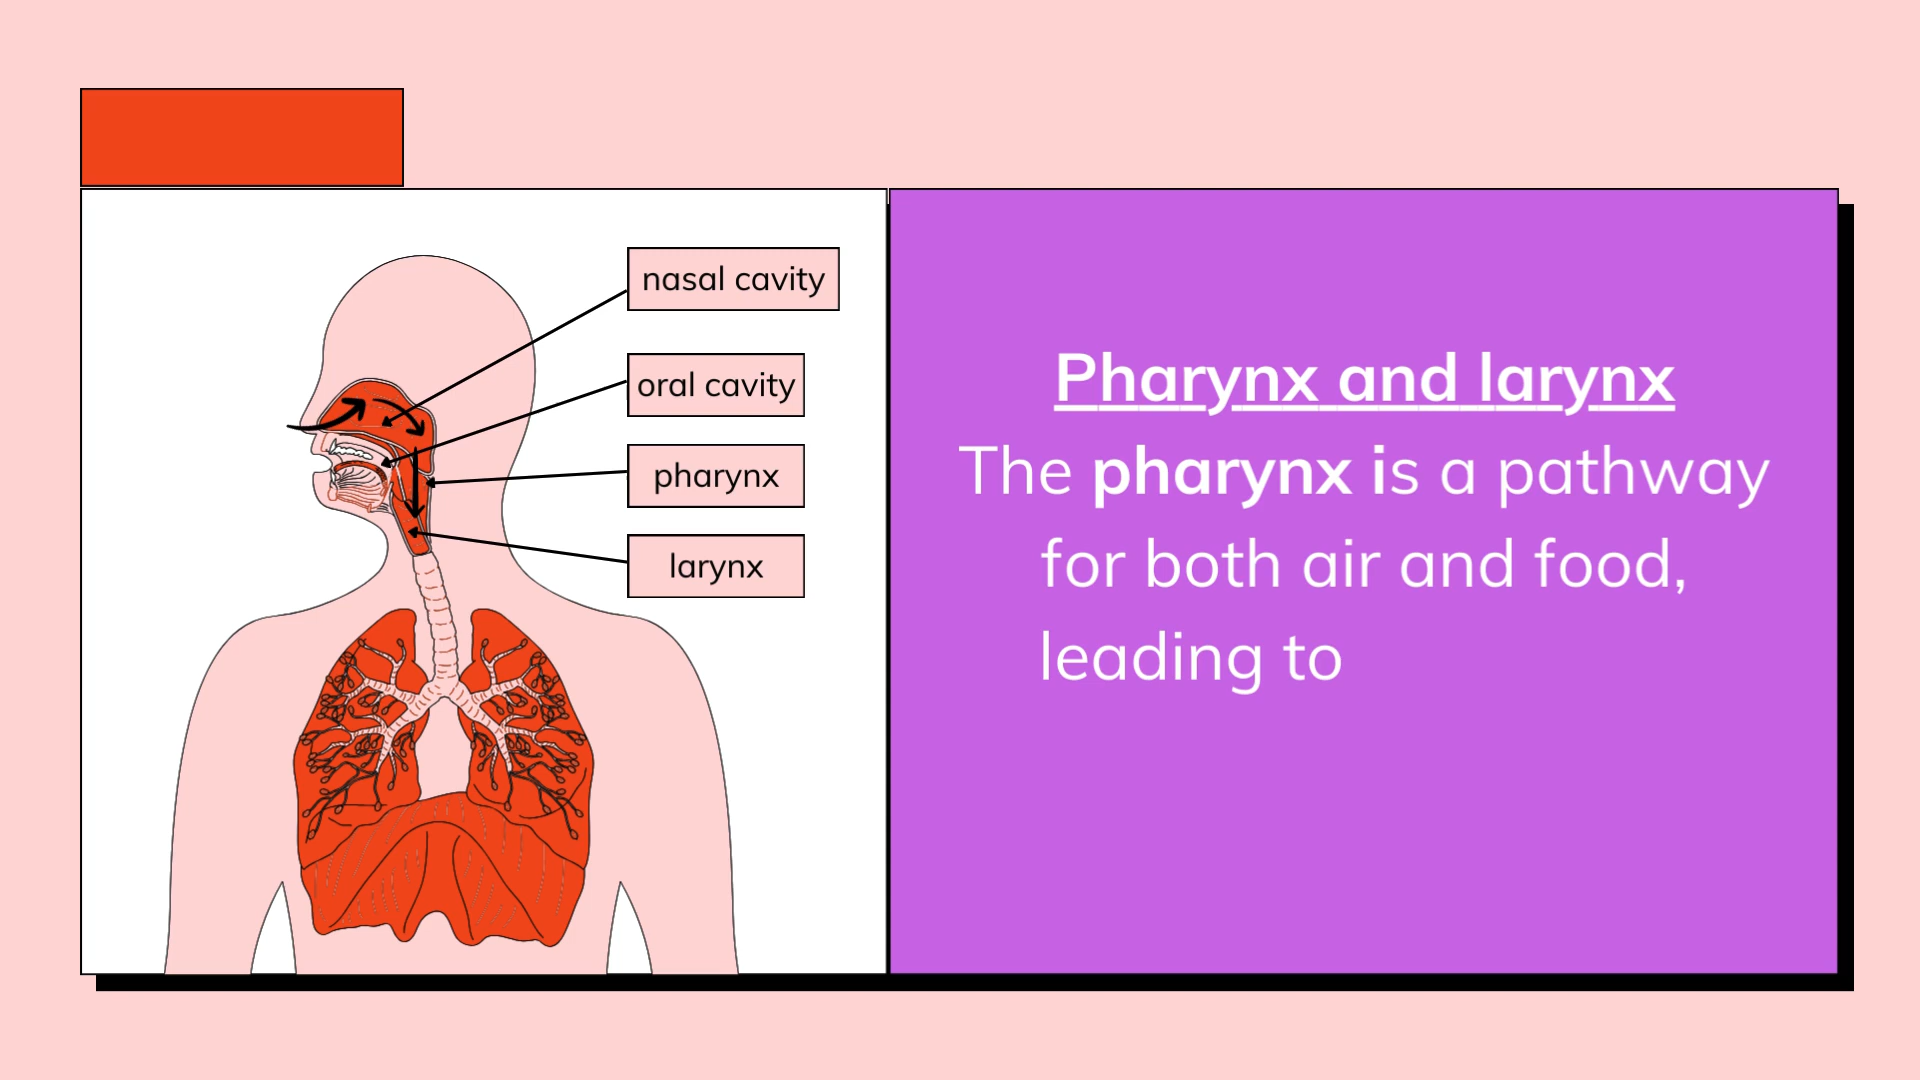 nasal cavity
oral cavity
pharynx
larynx
Pharynx and larynx
The pharynx is a pathway
for both air and food,
leading to